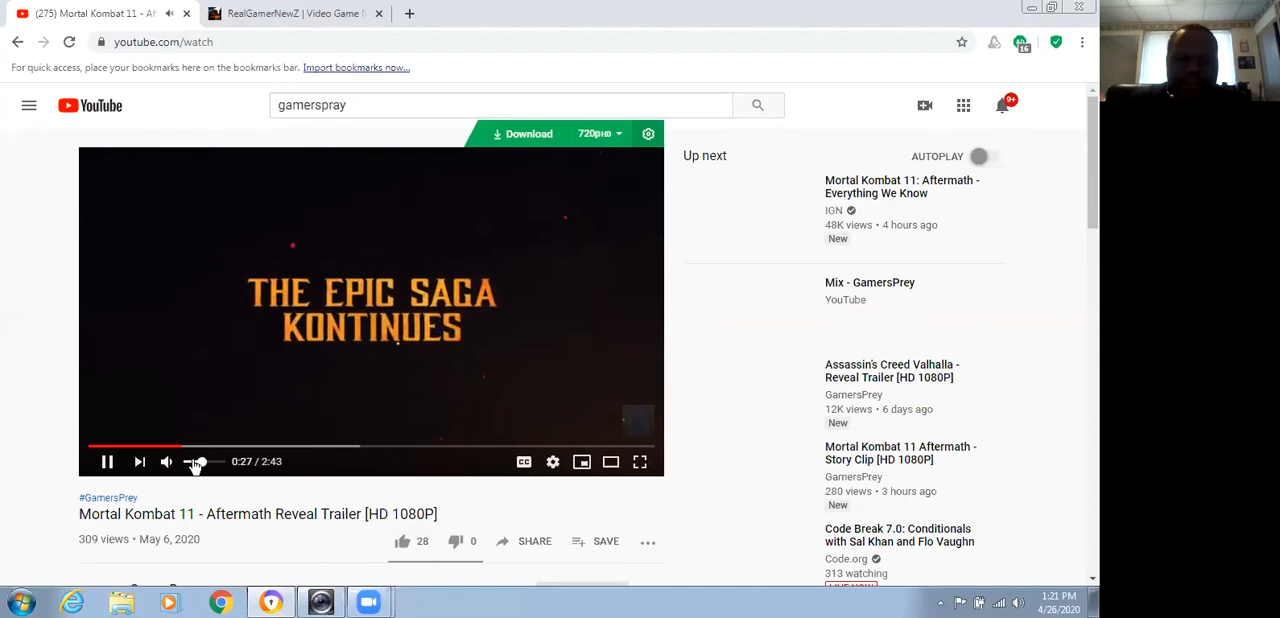 (275) Mortal Kombat 11 - Af
RealGamerNewZ | Video Game N
youtube.com/watch
16
For quick access, place your bookmarks here on the bookmarks bar. Import bookmarks now...
YouTube
gamerspray
9+
Download 720PHD
THE EPIC SAGA
KONTINUES
0:27 / 2:43
CC
#GamersPrey
Mortal Kombat 11 - Aftermath Reveal Trailer [HD 1080P]
309 views • May 6, 2020
28 0 SHARE SAVE
Up next AUTOPLAY
Mortal Kombat 11: Aftermath -
Everything We Know
IGN
48K views • 4 hours ago
New
Mix - GamersPrey
YouTube
Assassin's Creed Valhalla -
Reveal Trailer [HD 1080P]
GamersPrey
12K views • 6 days ago
New
Mortal Kombat 11 Aftermath -
Story Clip [HD 1080P]
GamersPrey
280 views • 3 hours ago
New
Code Break 7.0: Conditionals
with Sal Khan and Flo Vaughn
Code.org
313 watching
LIVE NOW
1:21 PM
4/26/2020